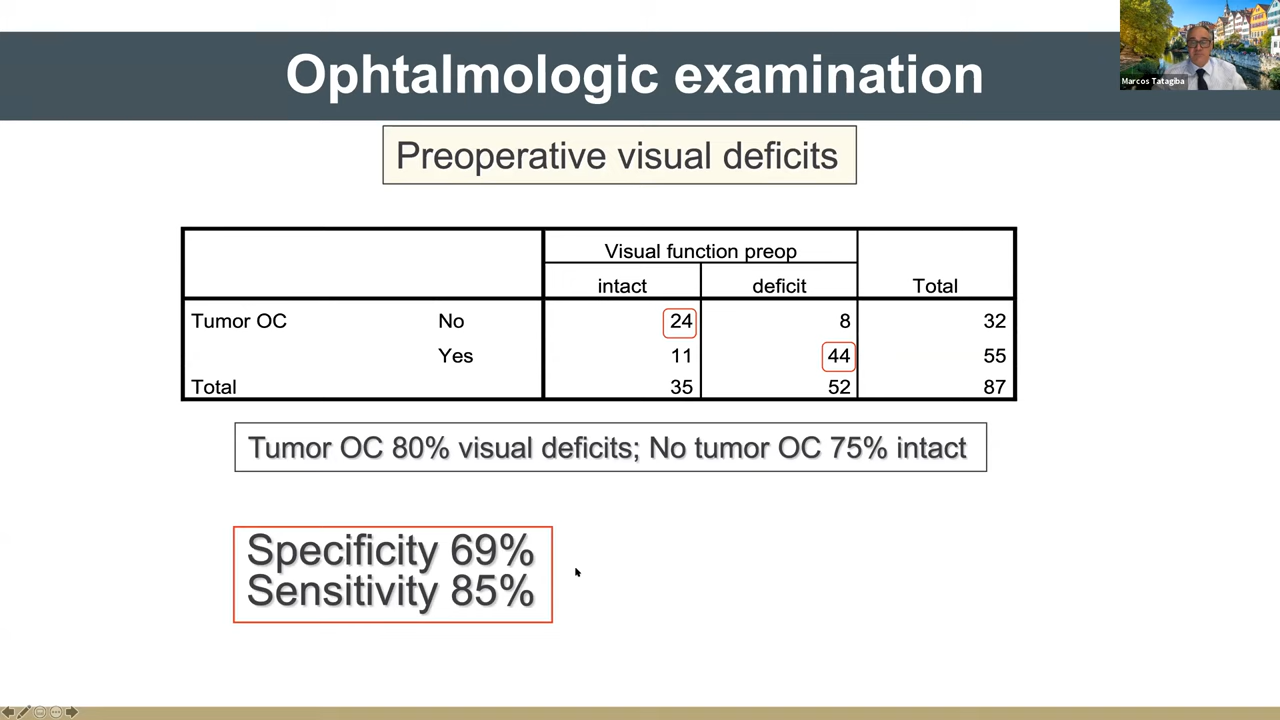 Ophtalmologic examination
Marcos Tatagiba
Preoperative visual deficits
Visual function preop
intact deficit Total
Tumor OC No 24 8 32
Yes 11 44 55
Total 35 52 87
Tumor OC 80% visual deficits; No tumor OC 75% intact
Specificity 69%
Sensitivity 85%